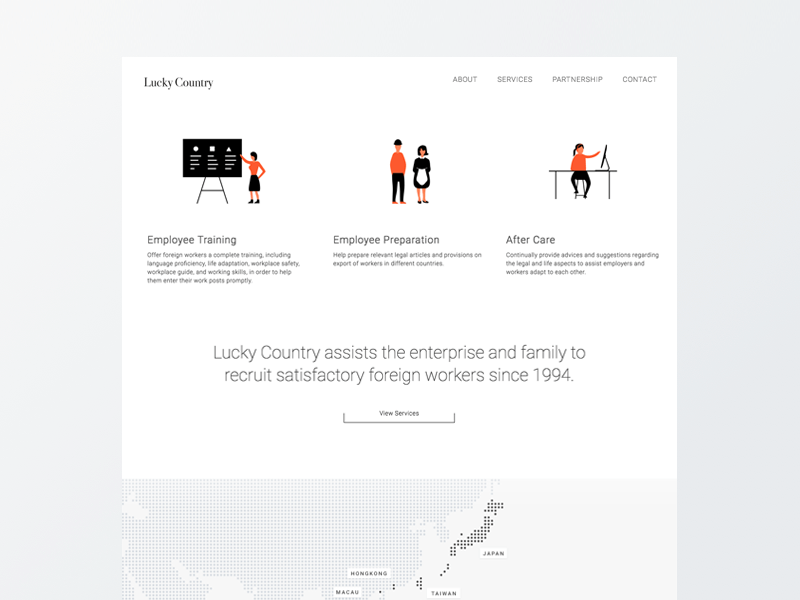 Lucky Country
ABOUT SERVICES PARTNERSHIP CONTACT
Employee Training
Offer foreign workers a complete training, including
language proficiency, life adaptation, workplace safety,
workplace guide, and working skills, in order to help
them enter their work posts promptly.
Employee Preparation
Help prepare relevant legal articles and provisions on
export of workers in different countries.
After Care
Continually provide advices and suggestions regarding
the legal and life aspects to assist employers and
workers adapt to each other.
Lucky Country assists the enterprise and family to
recruit satisfactory foreign workers since 1994.
View Services
JAPAN
HONGKONG
MACAU
TAIWAN